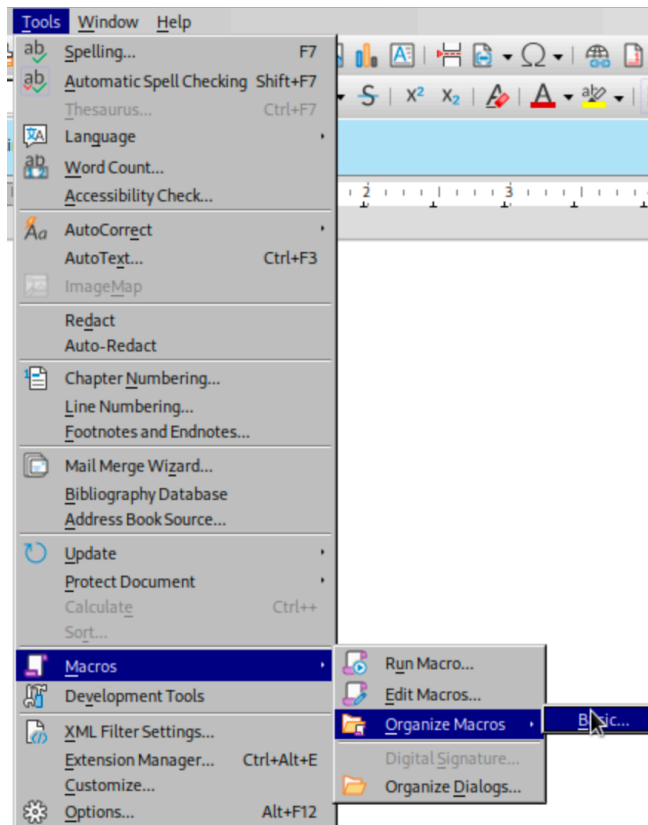 Tools Window Help
Spelling... F7
Automatic Spell Checking Shift+F7
Thesaurus... Ctrl+F7
Language
Word Count...
Accessibility Check...
AutoCorrect
AutoText... Ctrl+F3
ImageMap
Redact
Auto-Redact
Chapter Numbering...
Line Numbering...
Footnotes and Endnotes...
Mail Merge Wizard...
Bibliography Database
Address Book Source...
Update
Protect Document
Calculate Ctrl++
Sort...
Macros
Development Tools
XML Filter Settings...
Extension Manager... Ctrl+Alt+E
Customize...
Options... Alt+F12
Run Macro...
Edit Macros...
Organize Macros
Digital Signature...
Organize Dialogs...
2 3